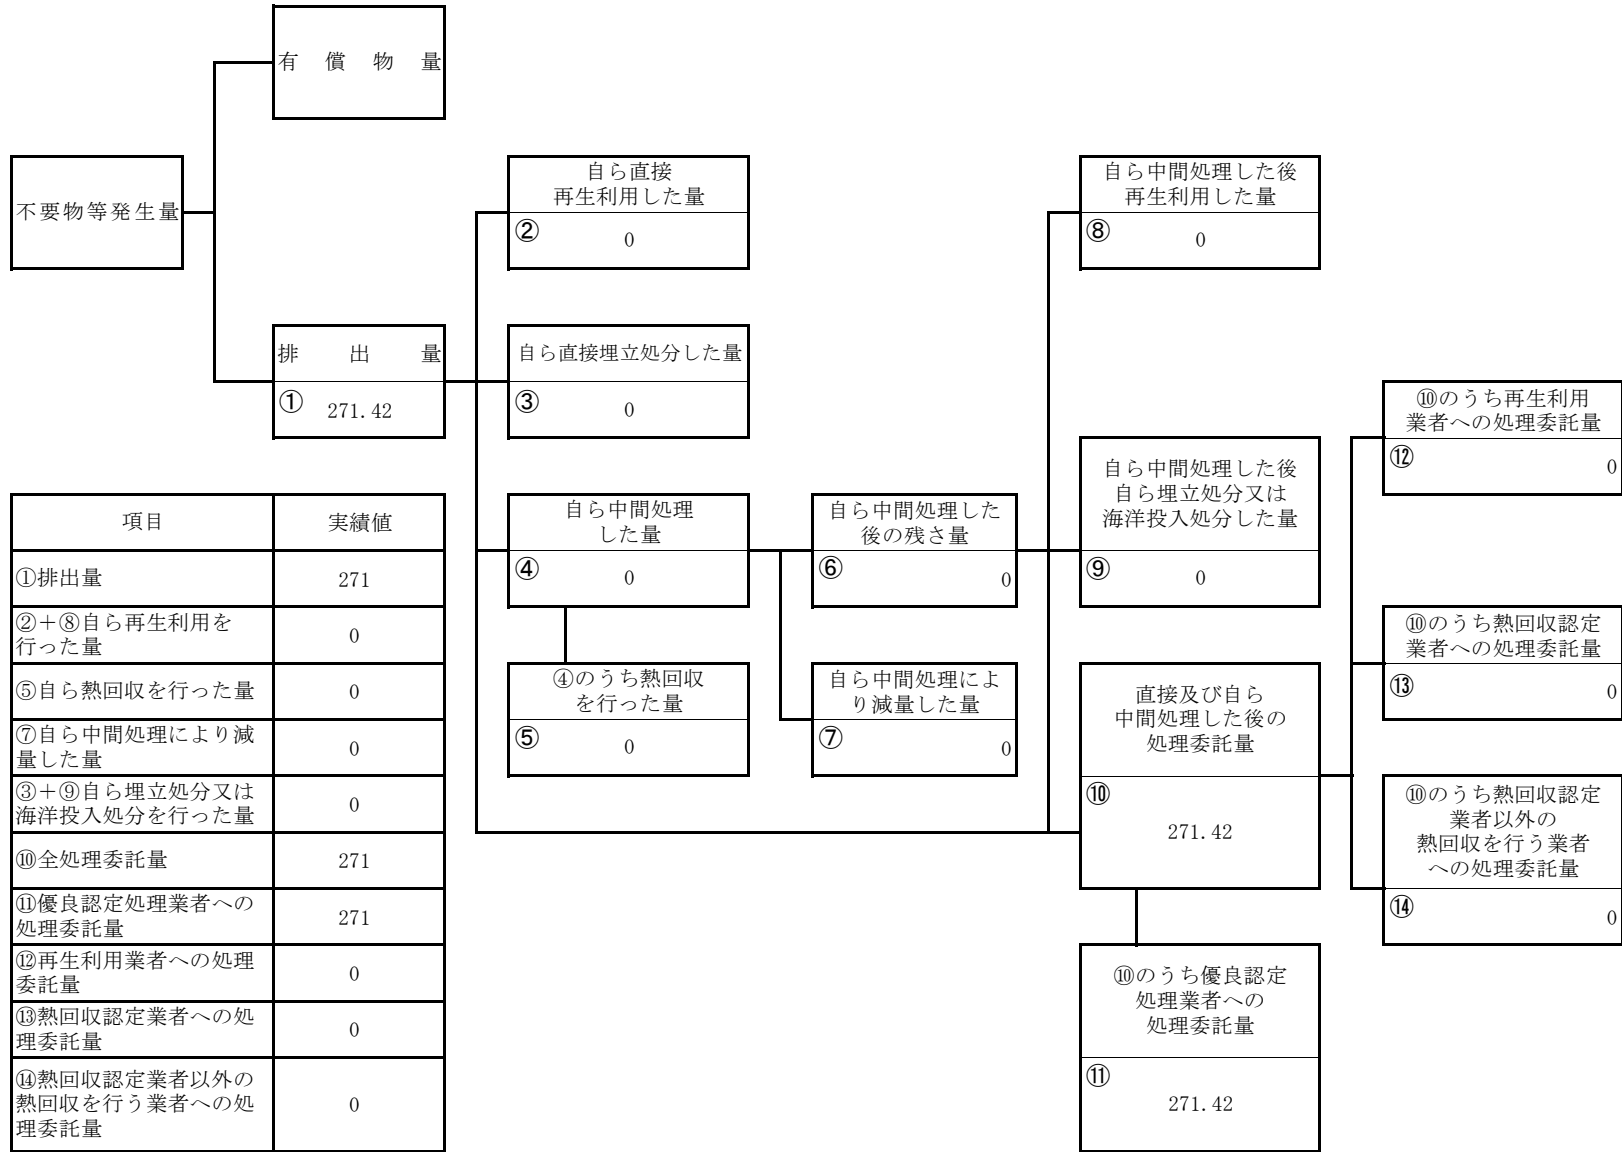 有償物量
不要物等発生量
自ら直接
再生利用した量
② 0
自ら中間処理した後
再生利用した量
⑧ 0
排出量
① 271.42
自ら直接埋立処分した量
③ 0
⑩のうち再生利用
業者への処理委託量
⑫ 0
自ら中間処理した後
自ら埋立処分又は
海洋投入処分した量
⑨ 0
自ら中間処理
した量
④ 0
自ら中間処理した
後の残さ量
⑥ 0
⑩のうち熱回収認定
業者への処理委託量
⑬ 0
④のうち熱回収
を行った量
⑤ 0
自ら中間処理によ
り減量した量
⑦ 0
直接及び自ら
中間処理した後の
処理委託量
⑩
271.42
⑩のうち熱回収認定
業者以外の
熱回収を行う業者
への処理委託量
⑭ 0
⑩のうち優良認定
処理業者への
処理委託量
⑪
271.42
項目 実績値
①排出量 271
②+⑧自ら再生利用を
行った量 0
⑤自ら熱回収を行った量 0
⑦自ら中間処理により減
量した量 0
③+⑨自ら埋立処分又は
海洋投入処分を行った量 0
⑩全処理委託量 271
⑪優良認定処理業者への
処理委託量 271
⑫再生利用業者への処理
委託量 0
⑬熱回収認定業者への処
理委託量 0
⑭熱回収認定業者以外の
熱回収を行う業者への処
理委託量 0